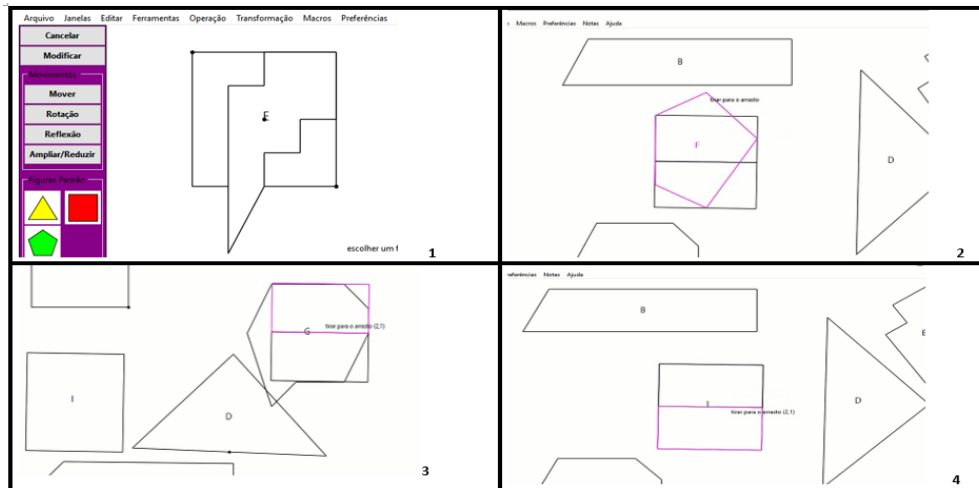 Arquivo Janelas Editar Ferramentas Operação Transformação Macros Preferências
Cancelar
Modificar
Movimentos
Mover
Rotação
Reflexão
Ampliar/Reduzir
Figuras Padrão
E
escolher um f
1
Macros Preferências Notas Ajuda
B
tirar para o arrasto
F
D
2
G
tirar para o arrasto (2,1)
I
D
3
referências Notas Ajuda
B
E
I
tirar para o arrasto (2,1)
D
4